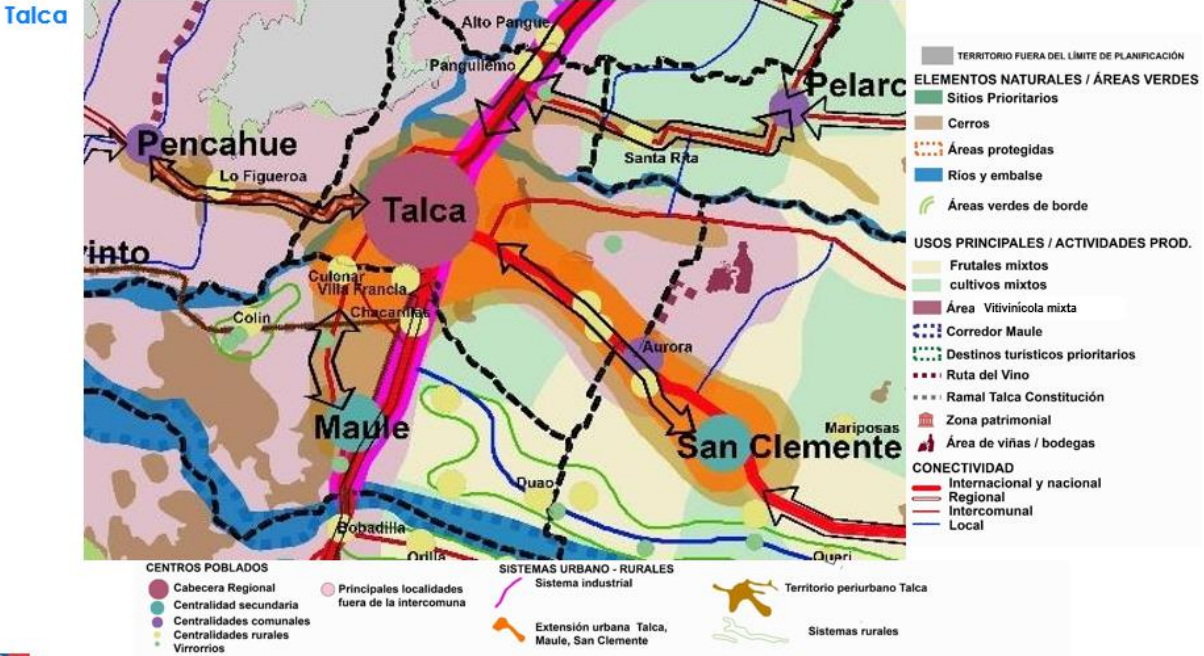 Talca
Alto Pangue
Panguilemo
Pelarc
Pencahue
Santa Rita
Lo Figueroa
Talca
into
Culenar
Villa Francia
Colin
Chacarillas
Aurora
Maule
Mariposas
San Clemente
Duao
Bobadilla
Orilla
Queri
TERRITORIO FUERA DEL LÍMITE DE PLANIFICACIÓN
ELEMENTOS NATURALES / ÁREAS VERDES
Sitios Prioritarios
Cerros
Áreas protegidas
Ríos y embalse
Áreas verdes de borde
USOS PRINCIPALES / ACTIVIDADES PROD.
Frutales mixtos
cultivos mixtos
Área Vitivinícola mixta
Corredor Maule
Destinos turísticos prioritarios
Ruta del Vino
Ramal Talca Constitución
Zona patrimonial
Área de viñas / bodegas
CONECTIVIDAD
Internacional y nacional
Regional
Intercomunal
Local
CENTROS POBLADOS
Cabecera Regional
Centralidad secundaria
Centralidades comunales
Centralidades rurales
Virrorrios
Principales localidades
fuera de la intercomuna
SISTEMAS URBANO - RURALES
Sistema industrial
Extensión urbana Talca,
Maule, San Clemente
Territorio periurbano Talca
Sistemas rurales